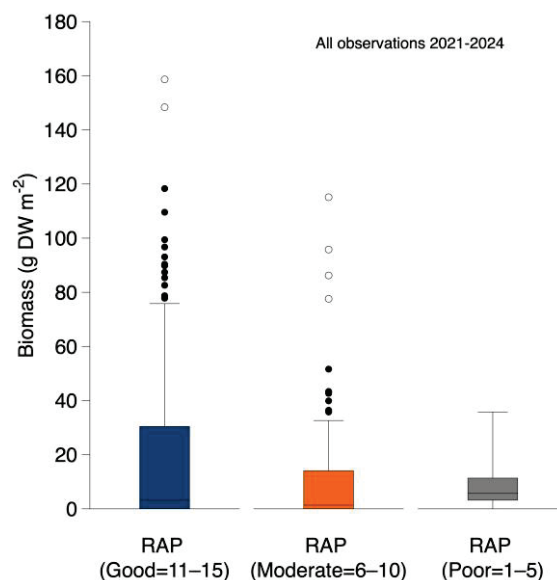 All observations 2021-2024
Biomass (g DW m⁻²)
180
160
140
120
100
80
60
40
20
0
RAP
(Good=11–15)
RAP
(Moderate=6–10)
RAP
(Poor=1–5)